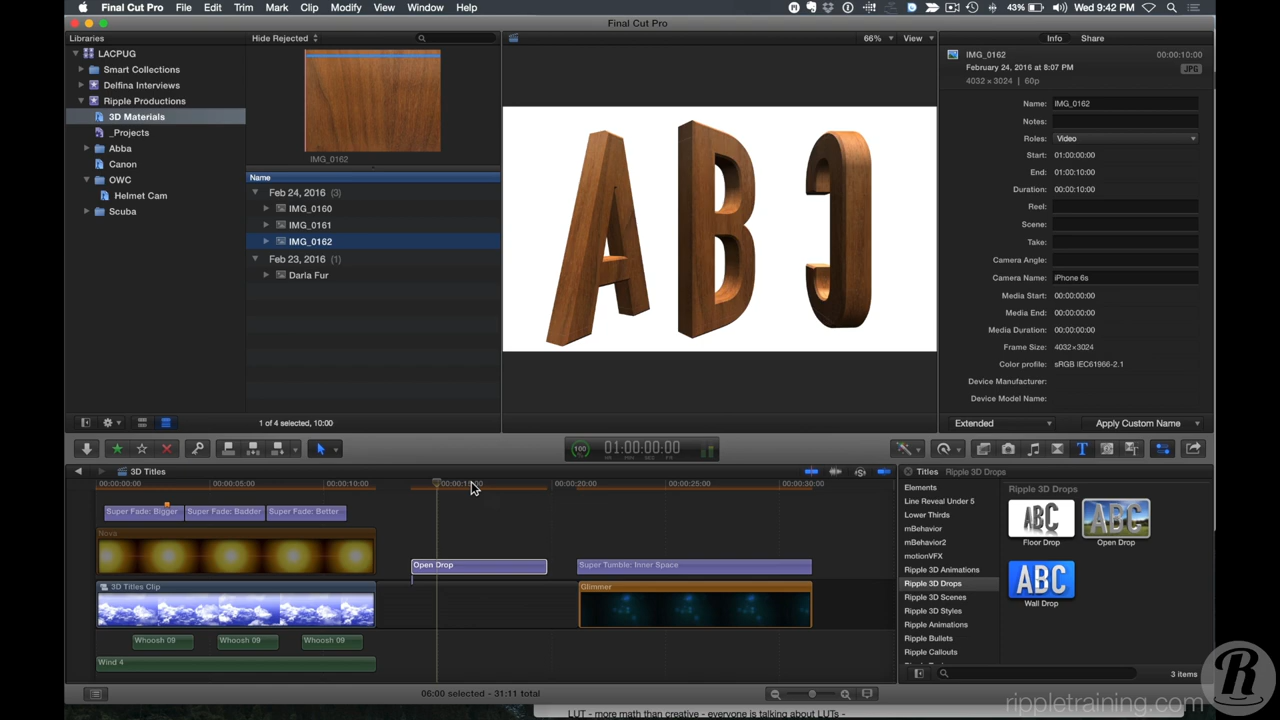 Final Cut Pro File Edit Trim Mark Clip Modify View Window Help 43% Wed 9:42 PM
Final Cut Pro
Libraries Hide Rejected 66% View Info Share
LACPUG
Smart Collections
Delfina Interviews
Ripple Productions
3D Materials
_Projects
Abba
Canon
OWC
Helmet Cam
Scuba
IMG_0162
Name
Feb 24, 2016 (3)
IMG_0160
IMG_0161
IMG_0162
Feb 23, 2016 (1)
Darla Fur
ABC
IMG_0162 00:00:10:00
February 24, 2016 at 8:07 PM JPG
4032 × 3024 | 60p
Name: IMG_0162
Notes:
Roles: Video
Start: 01:00:00:00
End: 01:00:10:00
Duration: 00:00:10:00
Reel:
Scene:
Take:
Camera Angle:
Camera Name: iPhone 6s
Media Start: 00:00:00:00
Media End: 00:00:00:00
Media Duration: 00:00:00:00
Frame Size: 4032×3024
Color profile: sRGB IEC61966-2.1
Device Manufacturer:
Device Model Name:
1 of 4 selected, 10:00 Extended Apply Custom Name
100 01:00:00:00
3D Titles
00:00:00:00 00:00:05:00 00:00:10:00 00:00:20:00 00:00:25:00 00:00:30:00
Super Fade: Bigger Super Fade: Badder Super Fade: Better
Nova
Open Drop Super Tumble: Inner Space
3D Titles Clip Glimmer
Whoosh 09 Whoosh 09 Whoosh 09
Wind 4
Titles Ripple 3D Drops
Elements
Line Reveal Under 5
Lower Thirds
mBehavior
mBehavior2
motionVFX
Ripple 3D Animations
Ripple 3D Drops
Ripple 3D Scenes
Ripple 3D Styles
Ripple Animations
Ripple Bullets
Ripple Callouts
Ripple 3D Drops
ABC ABC
Floor Drop Open Drop
ABC
Wall Drop
3 items
06:00 selected - 31:11 total
R
rippletraining.com
LUT - more math than creative - everyone is talking about LUTs -